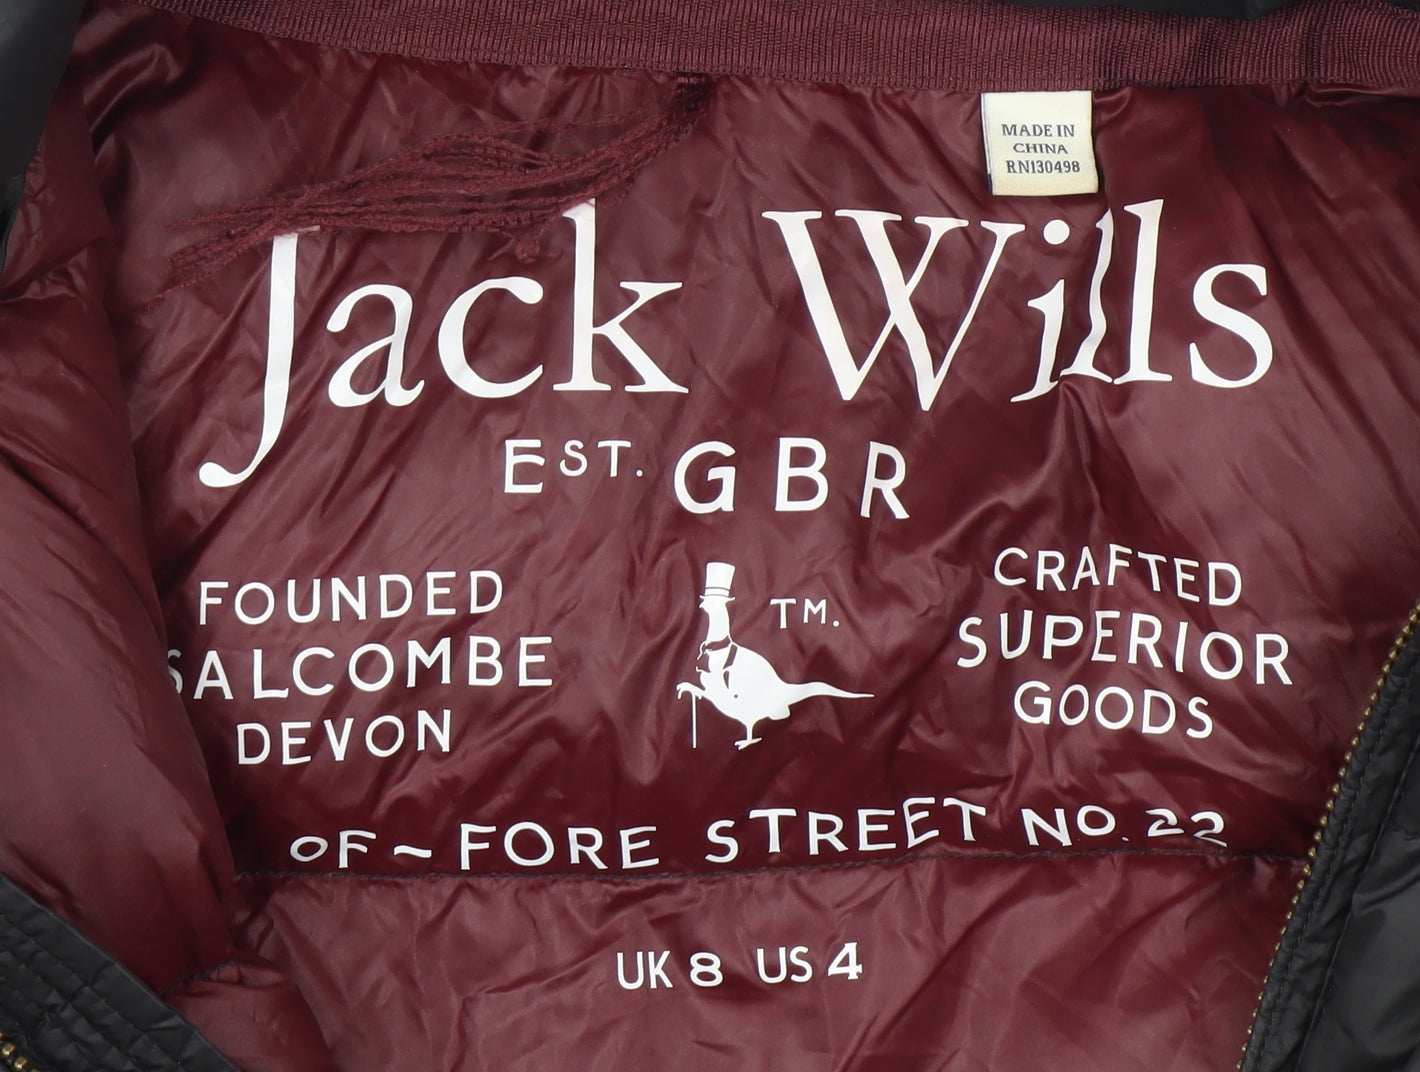 MADE IN
CHINA
RN130498
Jack Wills
EST. GBR
FOUNDED
SALCOMBE
DEVON
TM.
CRAFTED
SUPERIOR
GOODS
OF~FORE STREET NO. 22
UK 8 US 4